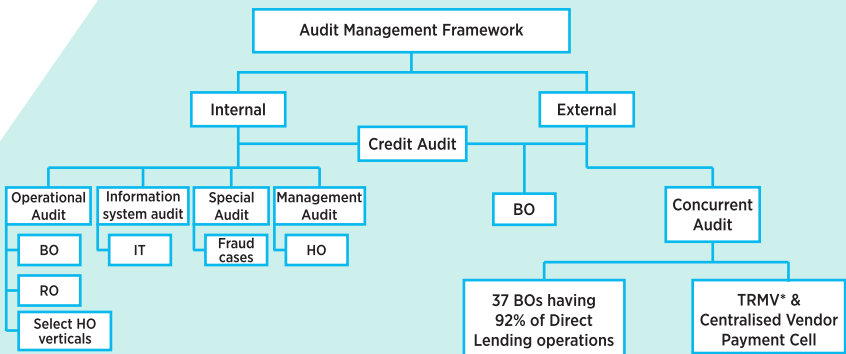 Audit Management Framework
Internal
External
Credit Audit
Operational
Audit
Information
system audit
Special
Audit
Management
Audit
BO
Concurrent
Audit
BO
IT
Fraud
cases
HO
RO
Select HO
verticals
37 BOs having
92% of Direct
Lending operations
TRMV* &
Centralised Vendor
Payment Cell